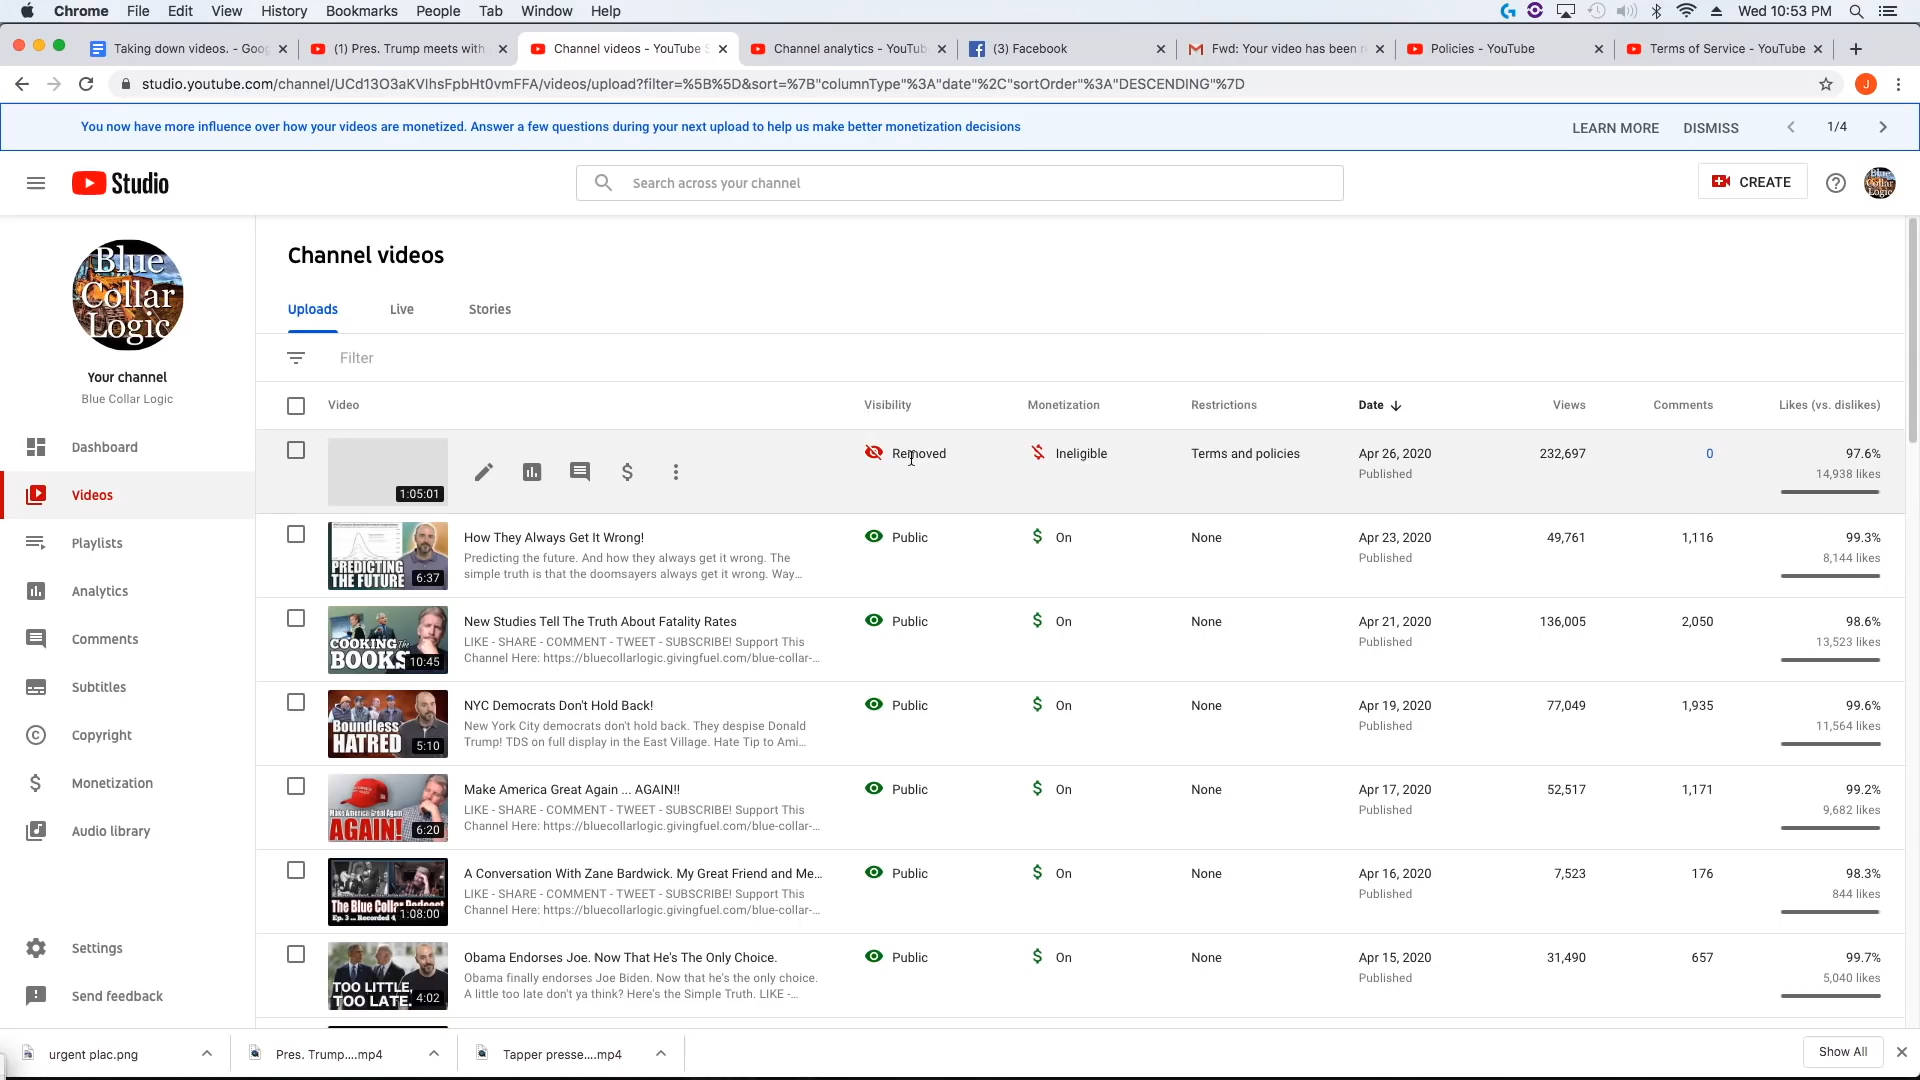 Chrome File Edit View History Bookmarks People Tab Window Help Wed 10:53 PM
Taking down videos. - Goog (1) Pres. Trump meets with Channel videos - YouTube S Channel analytics - YouTub (3) Facebook Fwd: Your video has been r Policies - YouTube Terms of Service - YouTube
studio.youtube.com/channel/UCd13O3aKVlhsFpbHt0vmFFA/videos/upload?filter=%5B%5D&sort=%7B"columnType"%3A"date"%2C"sortOrder"%3A"DESCENDING"%7D J
You now have more influence over how your videos are monetized. Answer a few questions during your next upload to help us make better monetization decisions LEARN MORE DISMISS 1/4
Studio Search across your channel CREATE Blue Collar Logic
Blue
Collar
Logic
Your channel
Blue Collar Logic
Dashboard
Videos
Playlists
Analytics
Comments
Subtitles
Copyright
Monetization
Audio library
Settings
Send feedback
Channel videos
Uploads Live Stories
Filter
Video Visibility Monetization Restrictions Date Views Comments Likes (vs. dislikes)
Removed Ineligible Terms and policies Apr 26, 2020 232,697 0 97.6%
Published 14,938 likes
1:05:01
How They Always Get It Wrong! Public On None Apr 23, 2020 49,761 1,116 99.3%
Predicting the future. And how they always get it wrong. The Published 8,144 likes
simple truth is that the doomsayers always get it wrong. Way...
PREDICTING
THE FUTURE 6:37
New Studies Tell The Truth About Fatality Rates Public On None Apr 21, 2020 136,005 2,050 98.6%
LIKE - SHARE - COMMENT - TWEET - SUBSCRIBE! Support This Published 13,523 likes
Channel Here: https://bluecollarlogic.givingfuel.com/blue-collar-...
COOKING The
BOOKS 10:45
NYC Democrats Don't Hold Back! Public On None Apr 19, 2020 77,049 1,935 99.6%
New York City democrats don't hold back. They despise Donald Published 11,564 likes
Trump! TDS on full display in the East Village. Hate Tip to Ami...
Boundless
HATRED 5:10
Make America Great Again ... AGAIN!! Public On None Apr 17, 2020 52,517 1,171 99.2%
LIKE - SHARE - COMMENT - TWEET - SUBSCRIBE! Support This Published 9,682 likes
Channel Here: https://bluecollarlogic.givingfuel.com/blue-collar-...
Make America Great Again
AGAIN! 6:20
A Conversation With Zane Bardwick. My Great Friend and Me... Public On None Apr 16, 2020 7,523 176 98.3%
LIKE - SHARE - COMMENT - TWEET - SUBSCRIBE! Support This Published 844 likes
Channel Here: https://bluecollarlogic.givingfuel.com/blue-collar-...
The Blue Collar Podcast
Ep. 3 ... Recorded 4 1:08:00
Obama Endorses Joe. Now That He's The Only Choice. Public On None Apr 15, 2020 31,490 657 99.7%
Obama finally endorses Joe Biden. Now that he's the only choice. Published 5,040 likes
A little too late don't ya think? Here's the Simple Truth. LIKE -...
TOO LITTLE,
TOO LATE. 4:02
urgent plac.png Pres. Trump....mp4 Tapper presse....mp4 Show All